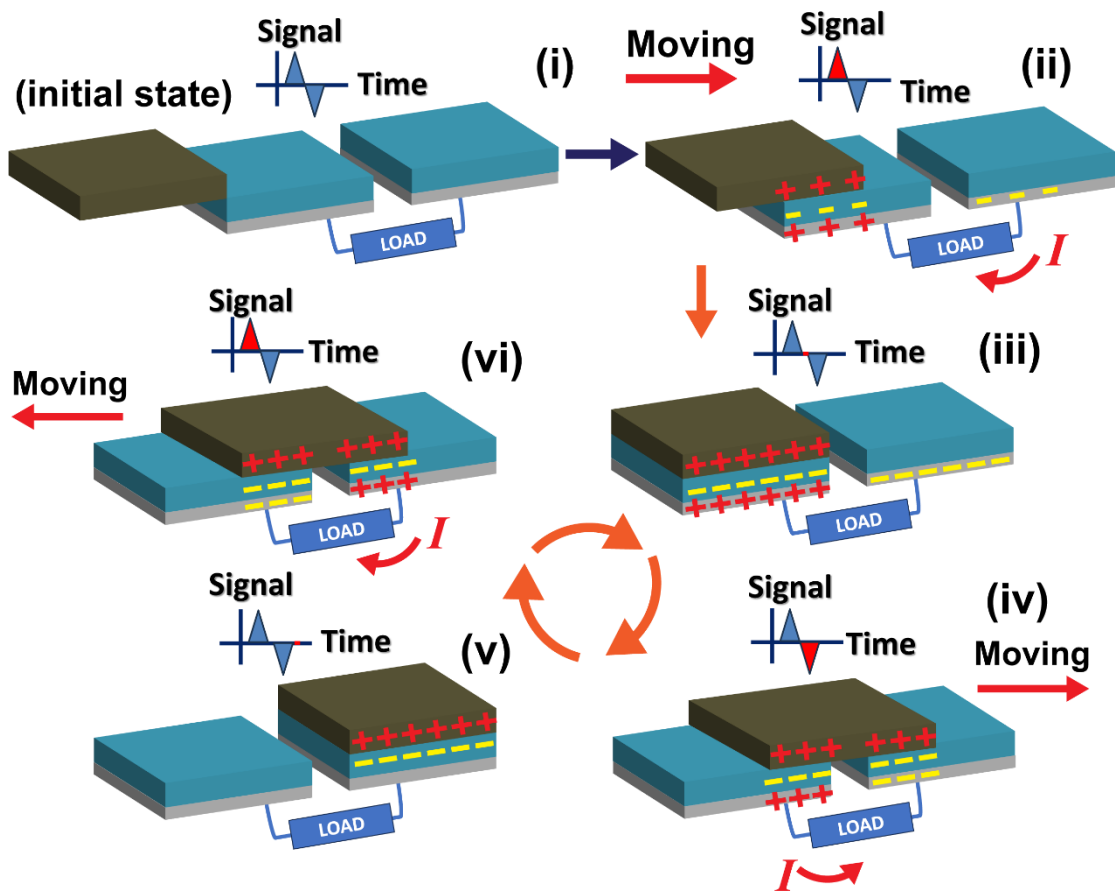 Signal
Time
(i)
(initial state)
LOAD
Moving
Signal
Time
(ii)
+ + +
- - -
+ + +
- - -
LOAD
I
Signal
Time
(iii)
+ + + + + +
- - - - - -
+ + + + + +
- - - - - - -
LOAD
Signal
Time
(iv)
Moving
+ + + + + +
- - - - - -
+ + + - - -
LOAD
I
Signal
Time
(v)
+ + + + + +
- - - - - -
LOAD
Signal
Time
(vi)
Moving
+ + + + + +
- - - - - -
- - - + + +
LOAD
I